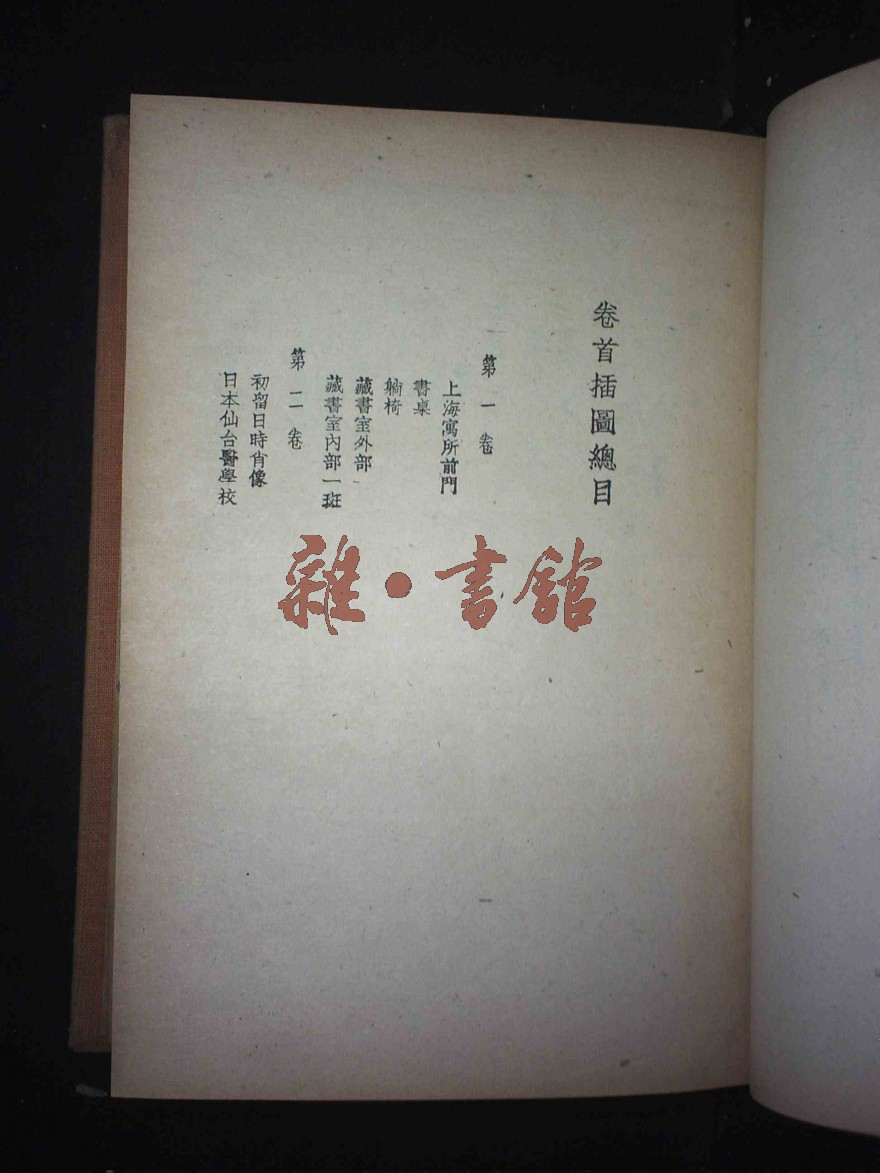 卷首插圖總目
第一卷
上海寓所前門
書桌
躺椅
藏書室外部
藏書室內部一斑
第二卷
初留日時肖像
日本仙台醫學校
雜·書館